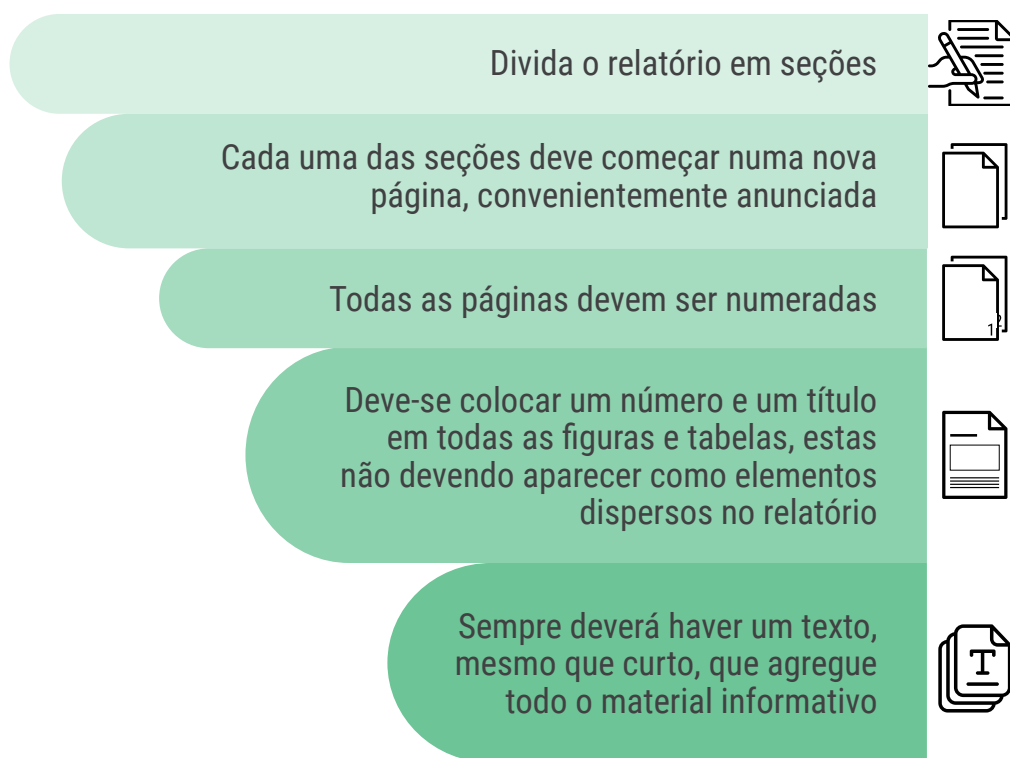 Divida o relatório em seções
Cada uma das seções deve começar numa nova
página, convenientemente anunciada
Todas as páginas devem ser numeradas
1
2
Deve-se colocar um número e um título
em todas as figuras e tabelas, estas
não devendo aparecer como elementos
dispersos no relatório
Sempre deverá haver um texto,
mesmo que curto, que agregue
todo o material informativo
T